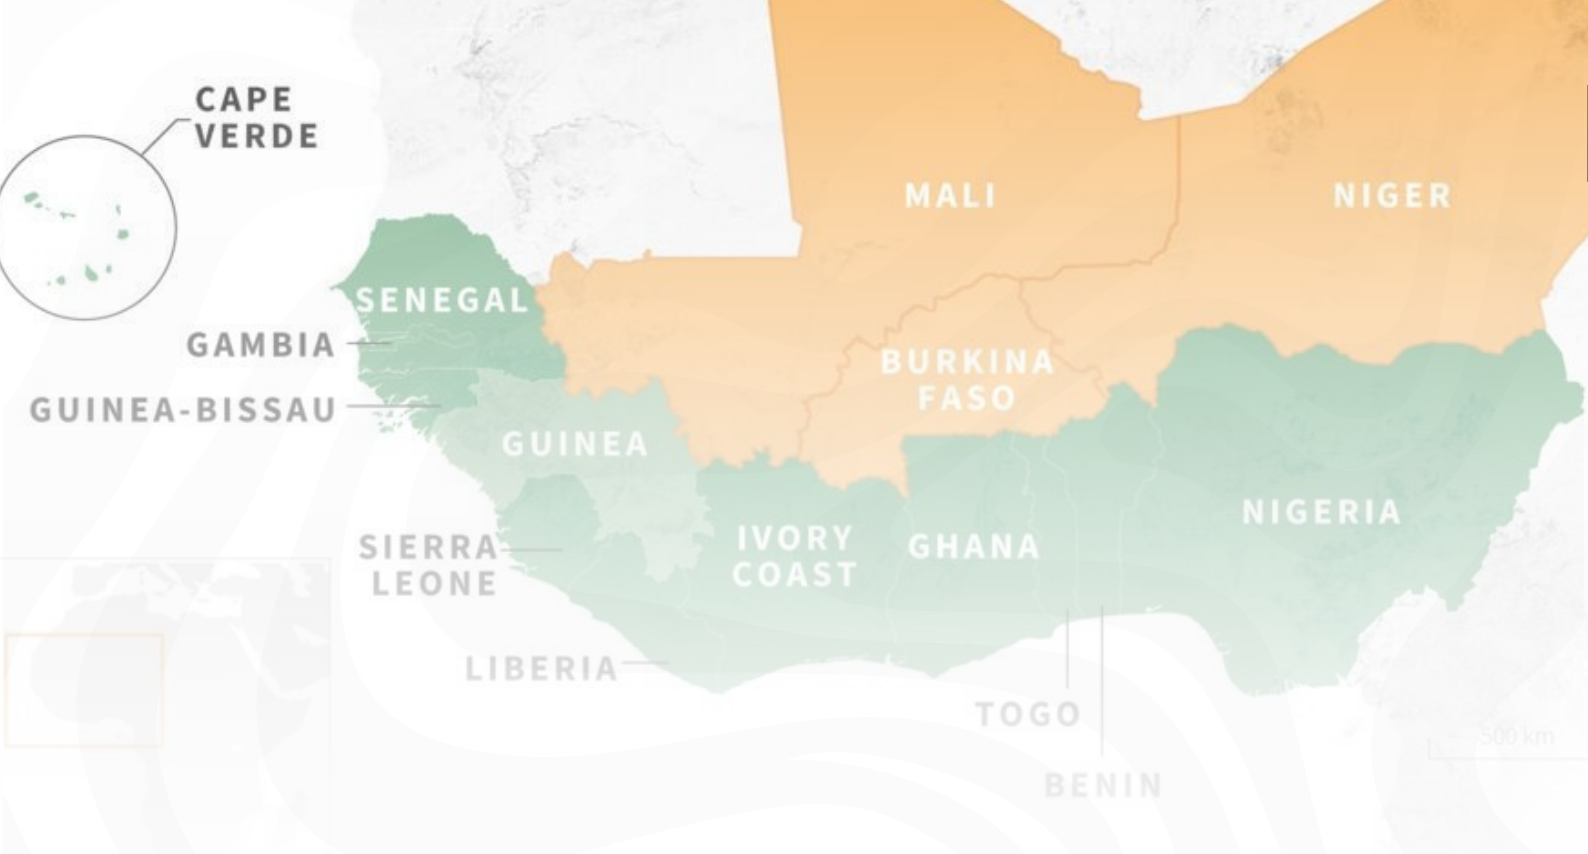 CAPE
VERDE
MALI
NIGER
SENEGAL
GAMBIA
BURKINA
FASO
GUINEA-BISSAU
GUINEA
NIGERIA
IVORY
COAST
GHANA
SIERRA
LEONE
LIBERIA
TOGO
500 km
BENIN